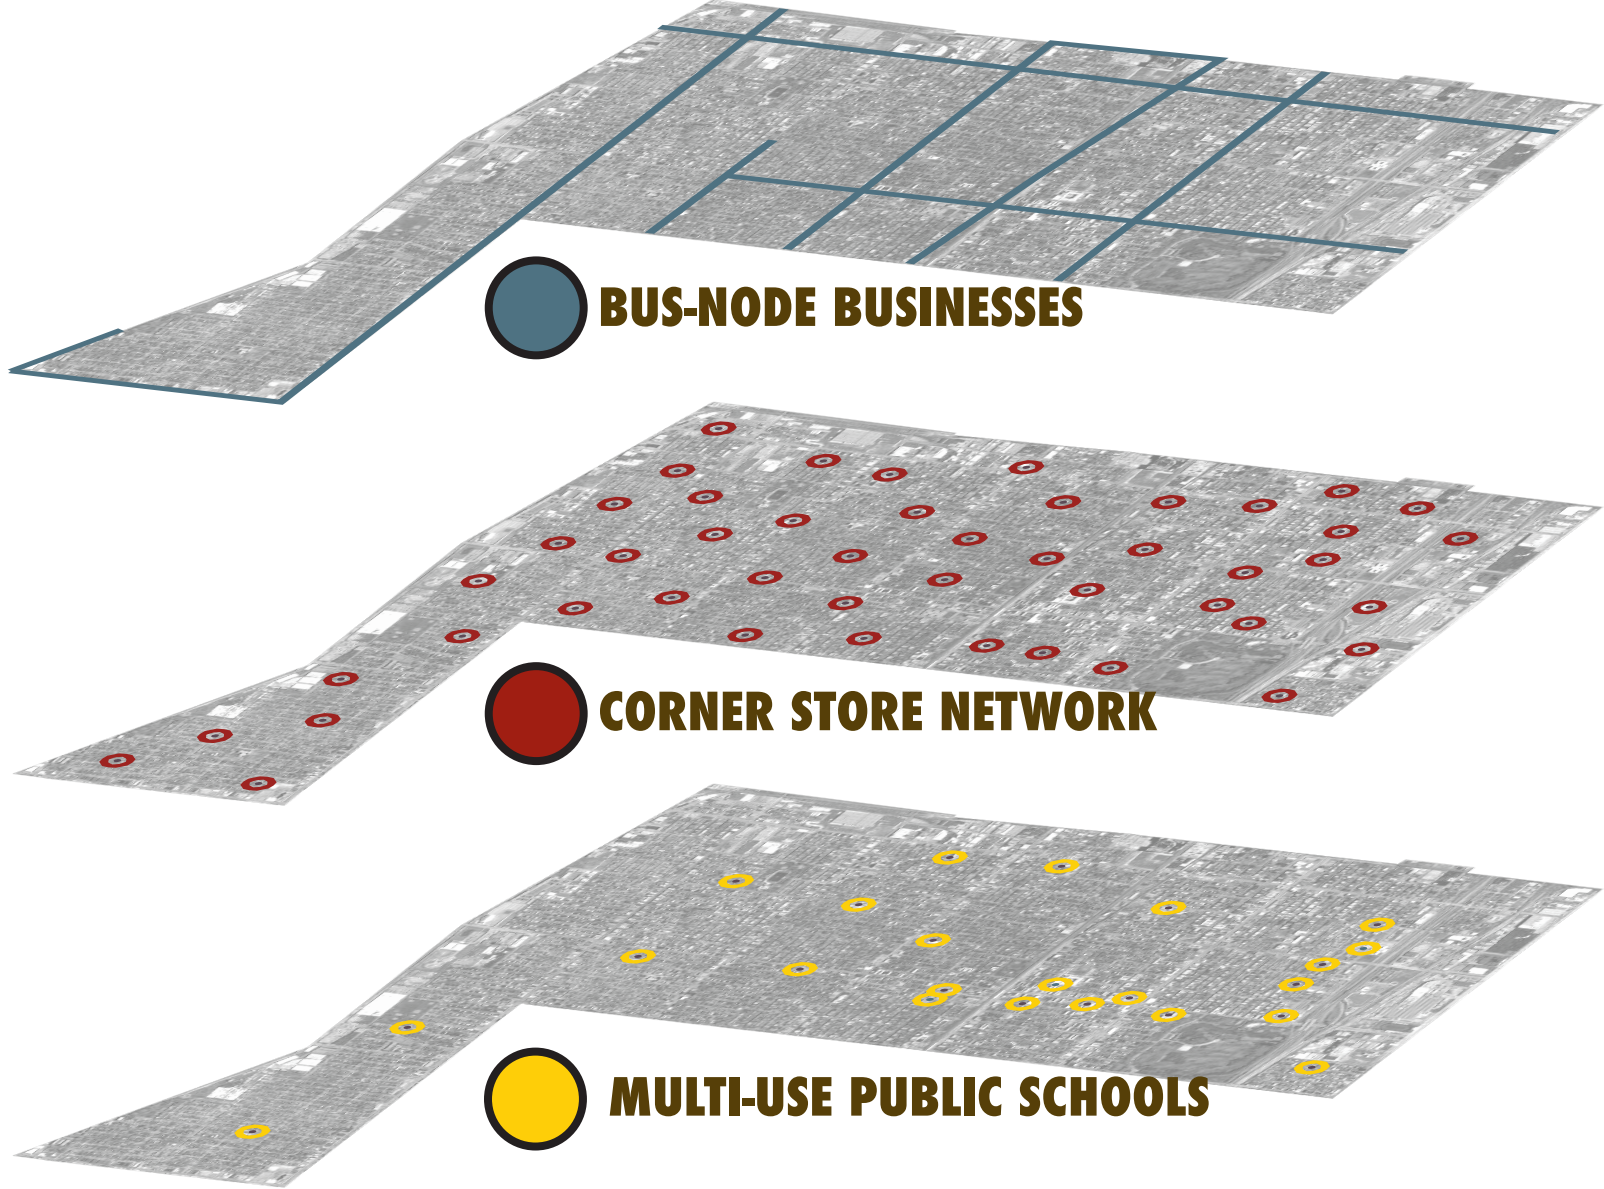 BUS-NODE BUSINESSES
CORNER STORE NETWORK
MULTI-USE PUBLIC SCHOOLS